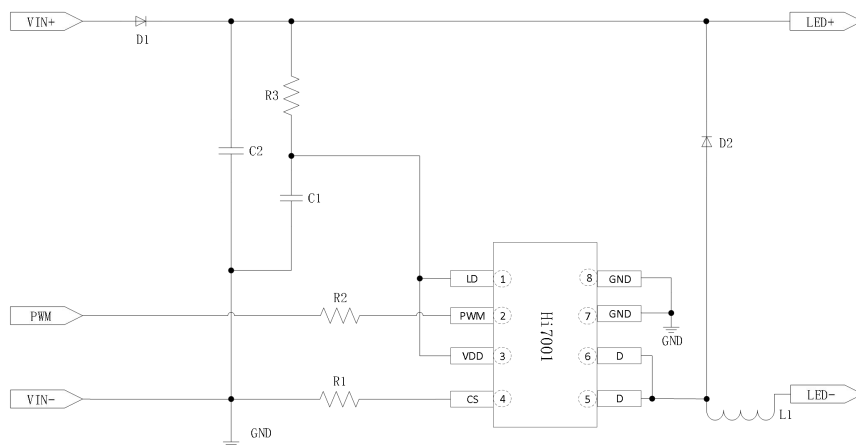 VIN+
LED+
D1
R3
C2
D2
C1
LD 1 8 GND
R2
PWM
PWM 2 7 GND
Hi7001
GND
VDD 3 6 D
R1
VIN-
CS 4 5 D
LED-
L1
GND